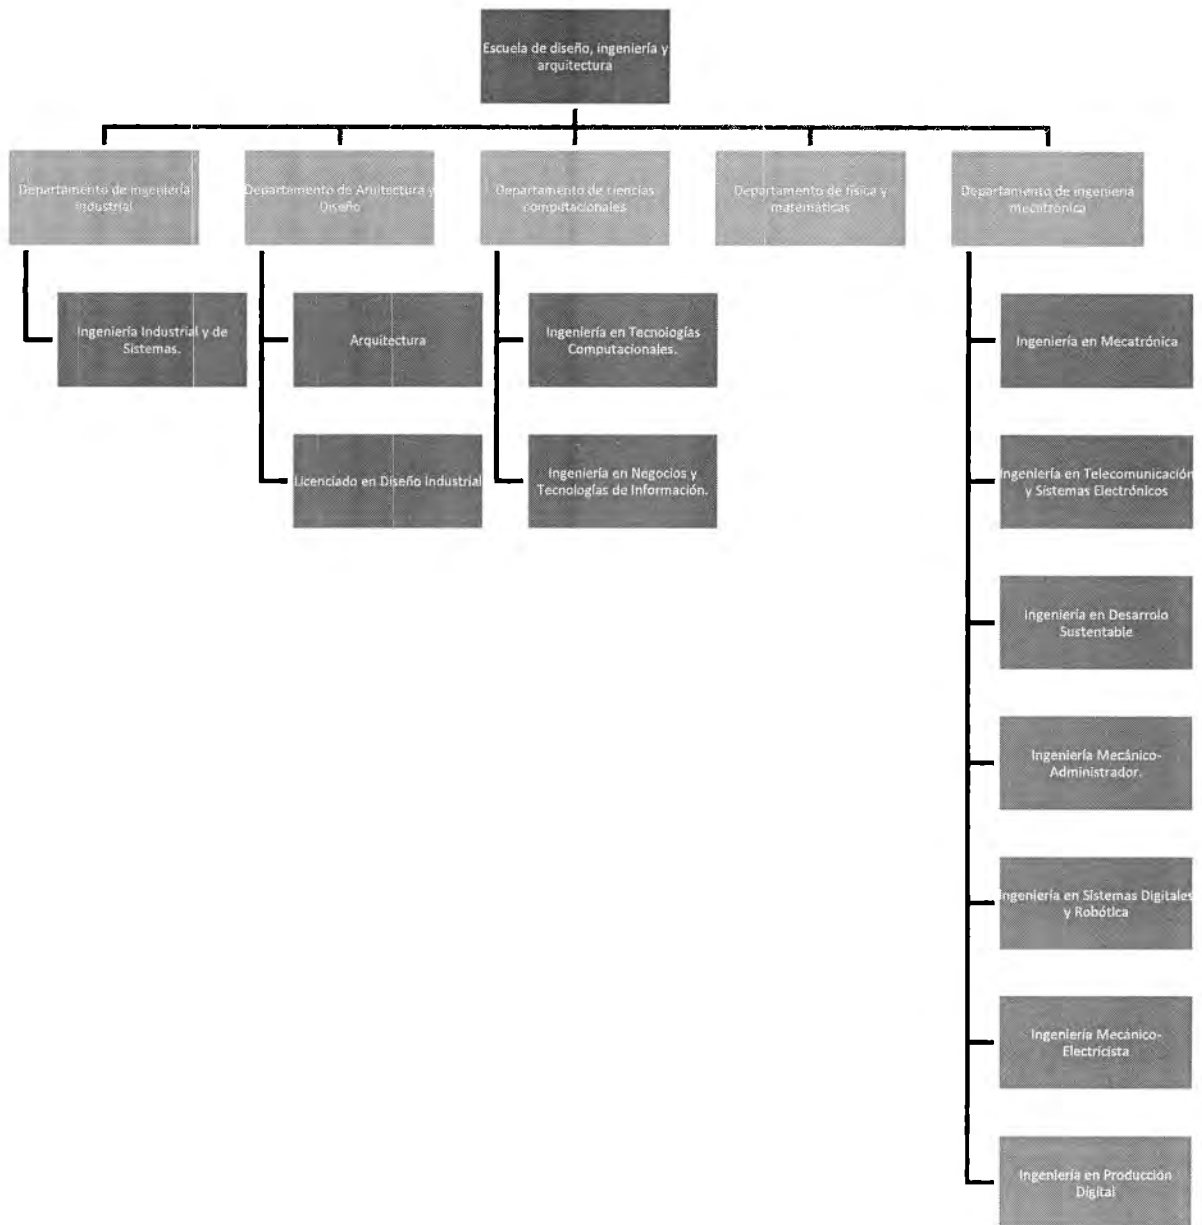 Escuela de diseño, ingeniería y
arquitectura
Departamento de ingeniería
industrial
Departamento de Aruitectura y
Diseño
Departamento de ciencias
computacionales
Departamento de física y
matemáticas
Departamento de ingeniería
mecatrónica
Ingeniería Industrial y de
Sistemas.
Arquitectura
Ingeniería en Tecnologías
Computacionales.
Ingeniería en Mecatrónica
Licenciado en Diseño Industrial
Ingeniería en Negocios y
Tecnologías de Información.
Ingeniería en Telecomunicación
y Sistemas Electrónicos
Ingeniería en Desarrolo
Sustentable
Ingeniería Mecánico-
Administrador.
Ingeniería en Sistemas Digitales
y Robótica
Ingeniería Mecánico-
Electricista
Ingeniería en Producción
Digital